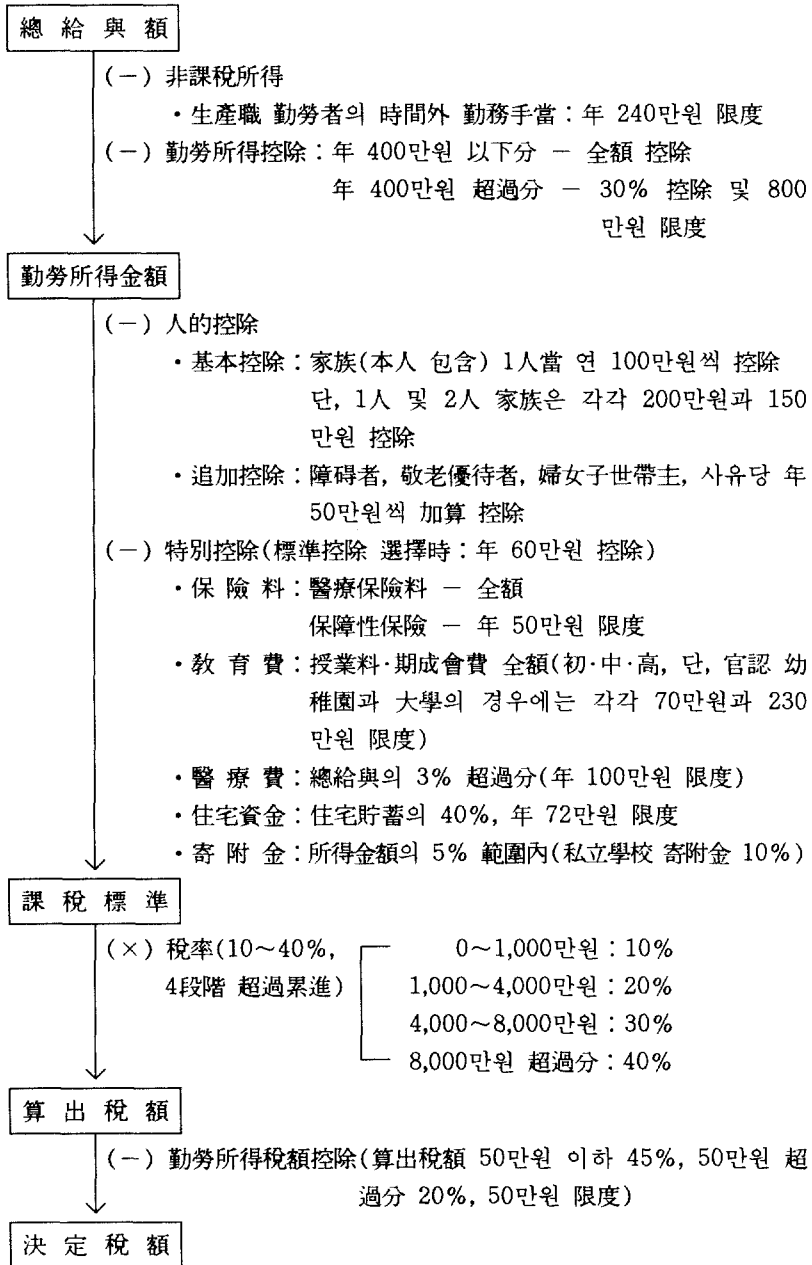 總給與額
(－) 非課稅所得
・生產職 勤勞者의 時間外 勤務手當：年 240만원 限度
(－) 勤勞所得控除：年 400만원 以下分 － 全額 控除
年 400만원 超過分 － 30% 控除 및 800
만원 限度
勤勞所得金額
(－) 人的控除
・基本控除：家族(本人 包含) 1人當 연 100만원씩 控除
단, 1人 및 2人 家族은 각각 200만원과 150
만원 控除
・追加控除：障碍者, 敬老優待者, 婦女子世帶主, 사유당 年
50만원씩 加算 控除
(－) 特別控除(標準控除 選擇時：年 60만원 控除)
・保險料：醫療保險料 － 全額
保障性保險 － 年 50만원 限度
・敎育費：授業料·期成會費 全額(初·中·高, 단, 官認 幼
稚園과 大學의 경우에는 각각 70만원과 230
만원 限度)
・醫療費：總給與의 3% 超過分(年 100만원 限度)
・住宅資金：住宅貯蓄의 40%, 年 72만원 限度
・寄附金：所得金額의 5% 範圍內(私立學校 寄附金 10%)
課稅標準
(×) 稅率(10～40%,
4段階 超過累進)
0～1,000만원：10%
1,000～4,000만원：20%
4,000～8,000만원：30%
8,000만원 超過分：40%
算出稅額
(－) 勤勞所得稅額控除(算出稅額 50만원 이하 45%, 50만원 超
過分 20%, 50만원 限度)
決定稅額